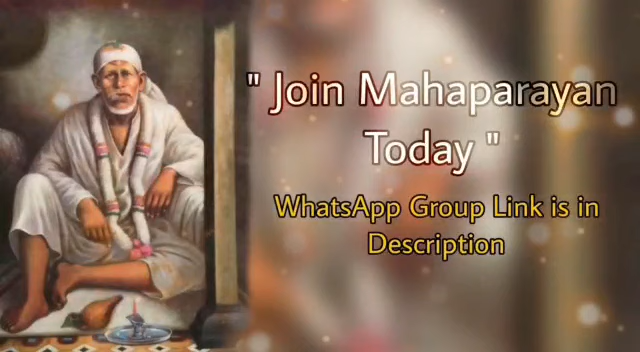 " Join Mahaparayan
Today "
WhatsApp Group Link is in
Description